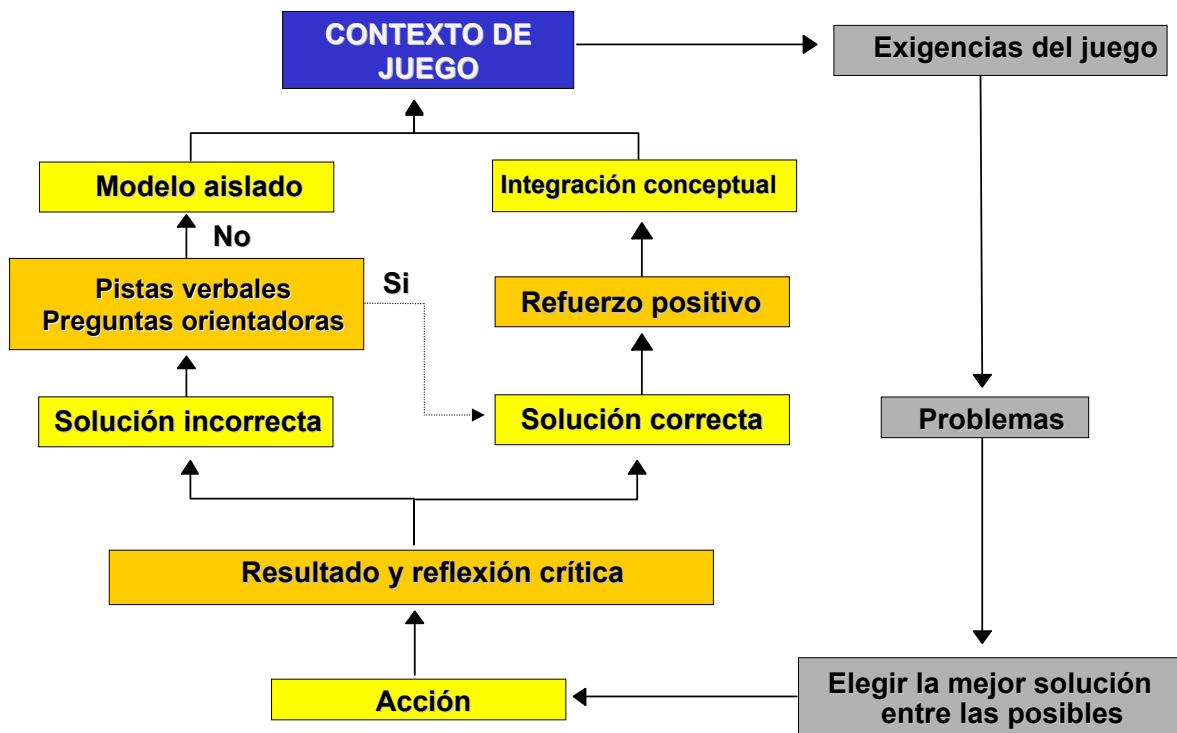 CONTEXTO DE
JUEGO
Exigencias del juego
Modelo aislado
Integración conceptual
No
Pistas verbales
Preguntas orientadoras
Si
Refuerzo positivo
Solución incorrecta
Solución correcta
Problemas
Resultado y reflexión crítica
Acción
Elegir la mejor solución
entre las posibles